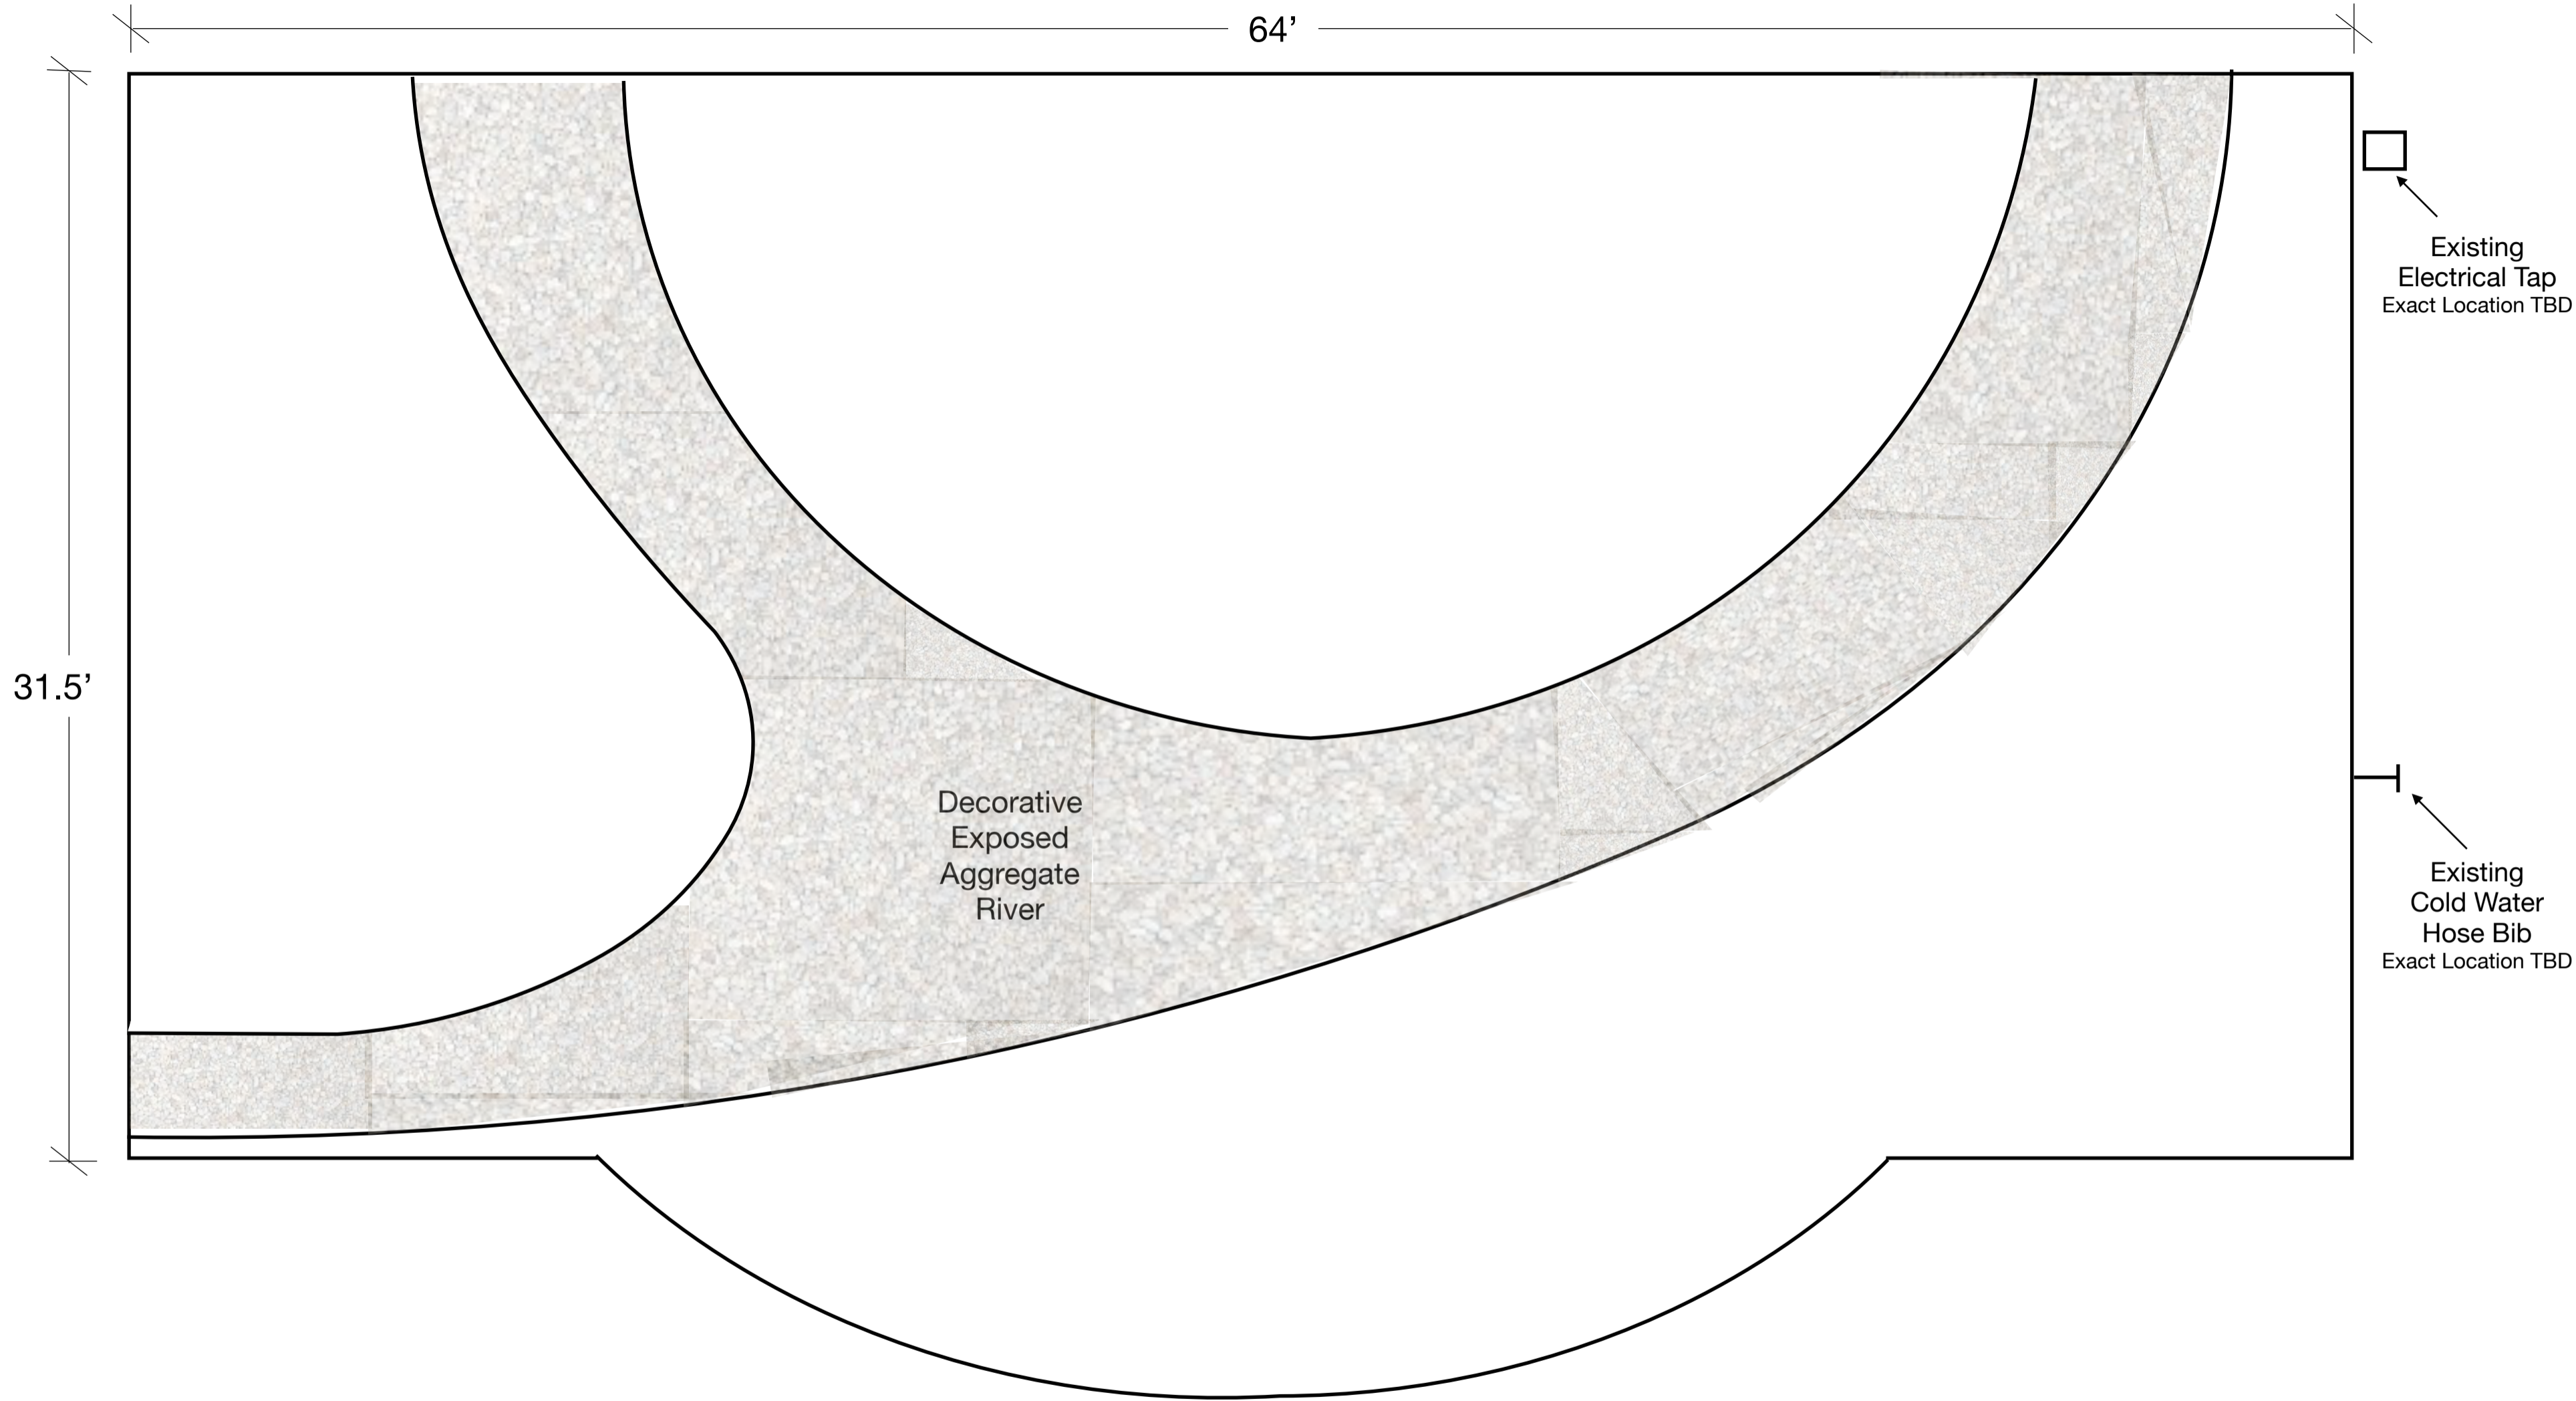 64’
Existing
Electrical Tap
Exact Location TBD
31.5’
Decorative
Exposed
Aggregate
River
Existing
Cold Water
Hose Bib
Exact Location TBD